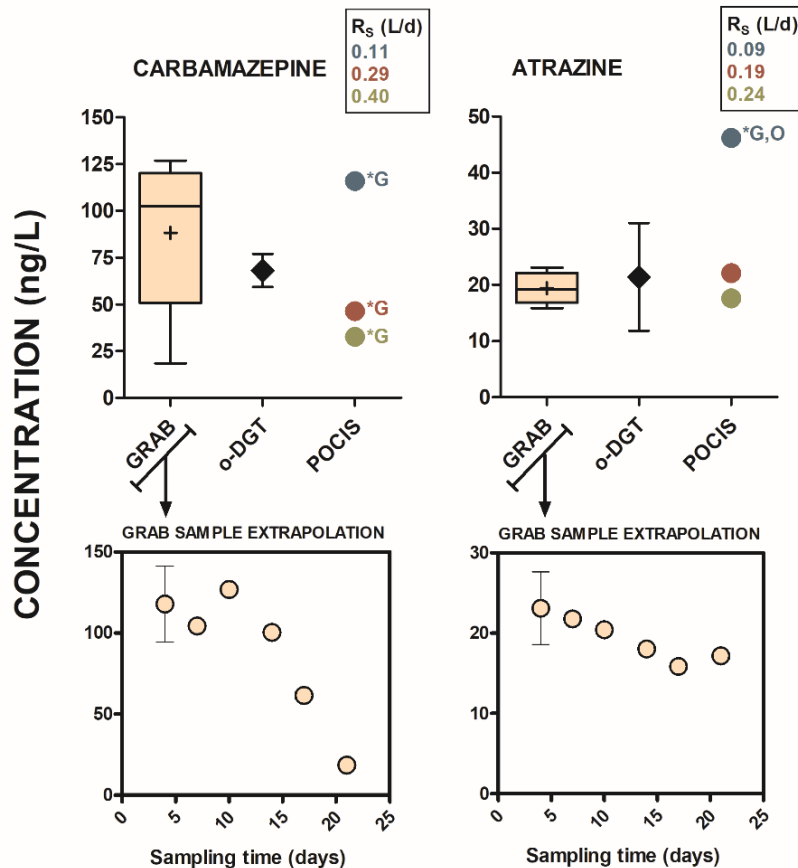 R_S (L/d)
0.11
0.29
0.40
CARBAMAZEPINE
150
125
100
75
50
25
0
*G
*G
*G
GRAB
o-DGT
POCIS
R_S (L/d)
0.09
0.19
0.24
ATRAZINE
50
40
30
20
10
0
*G,O
GRAB
o-DGT
POCIS
CONCENTRATION (ng/L)
GRAB SAMPLE EXTRAPOLATION
150
100
50
0
0
5
10
15
20
25
Sampling time (days)
GRAB SAMPLE EXTRAPOLATION
30
20
10
0
0
5
10
15
20
25
Sampling time (days)